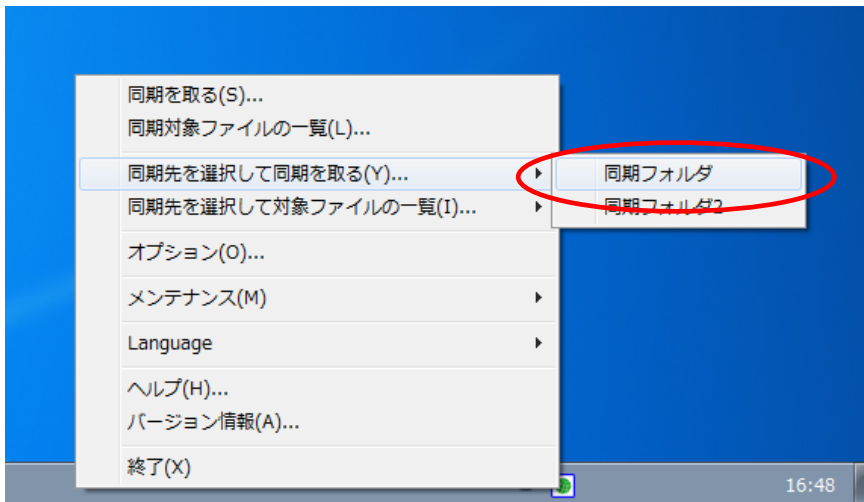 同期を取る(S)...
同期対象ファイルの一覧(L)...
同期先を選択して同期を取る(Y)...
同期フォルダ
同期先を選択して対象ファイルの一覧(I)...
同期フォルダ2
オプション(O)...
メンテナンス(M)
Language
ヘルプ(H)...
バージョン情報(A)...
終了(X)
16:48